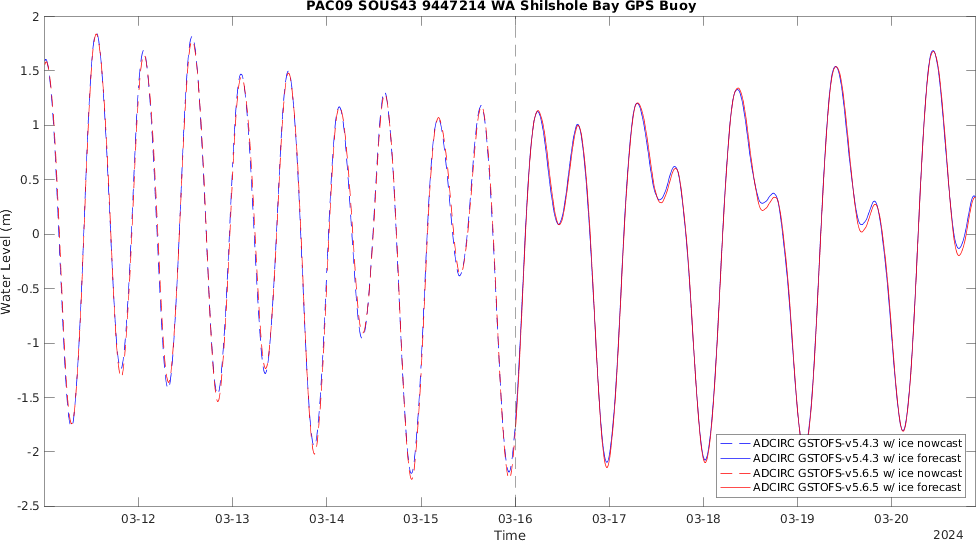 PAC09 SOUS43 9447214 WA Shilshole Bay GPS Buoy
Water Level (m)
2
1.5
1
0.5
0
-0.5
-1
-1.5
-2
-2.5
ADCIRC GSTOFS-v5.4.3 w/ ice nowcast
ADCIRC GSTOFS-v5.4.3 w/ ice forecast
ADCIRC GSTOFS-v5.6.5 w/ ice nowcast
ADCIRC GSTOFS-v5.6.5 w/ ice forecast
03-12 03-13 03-14 03-15 03-16 03-17 03-18 03-19 03-20
Time
2024